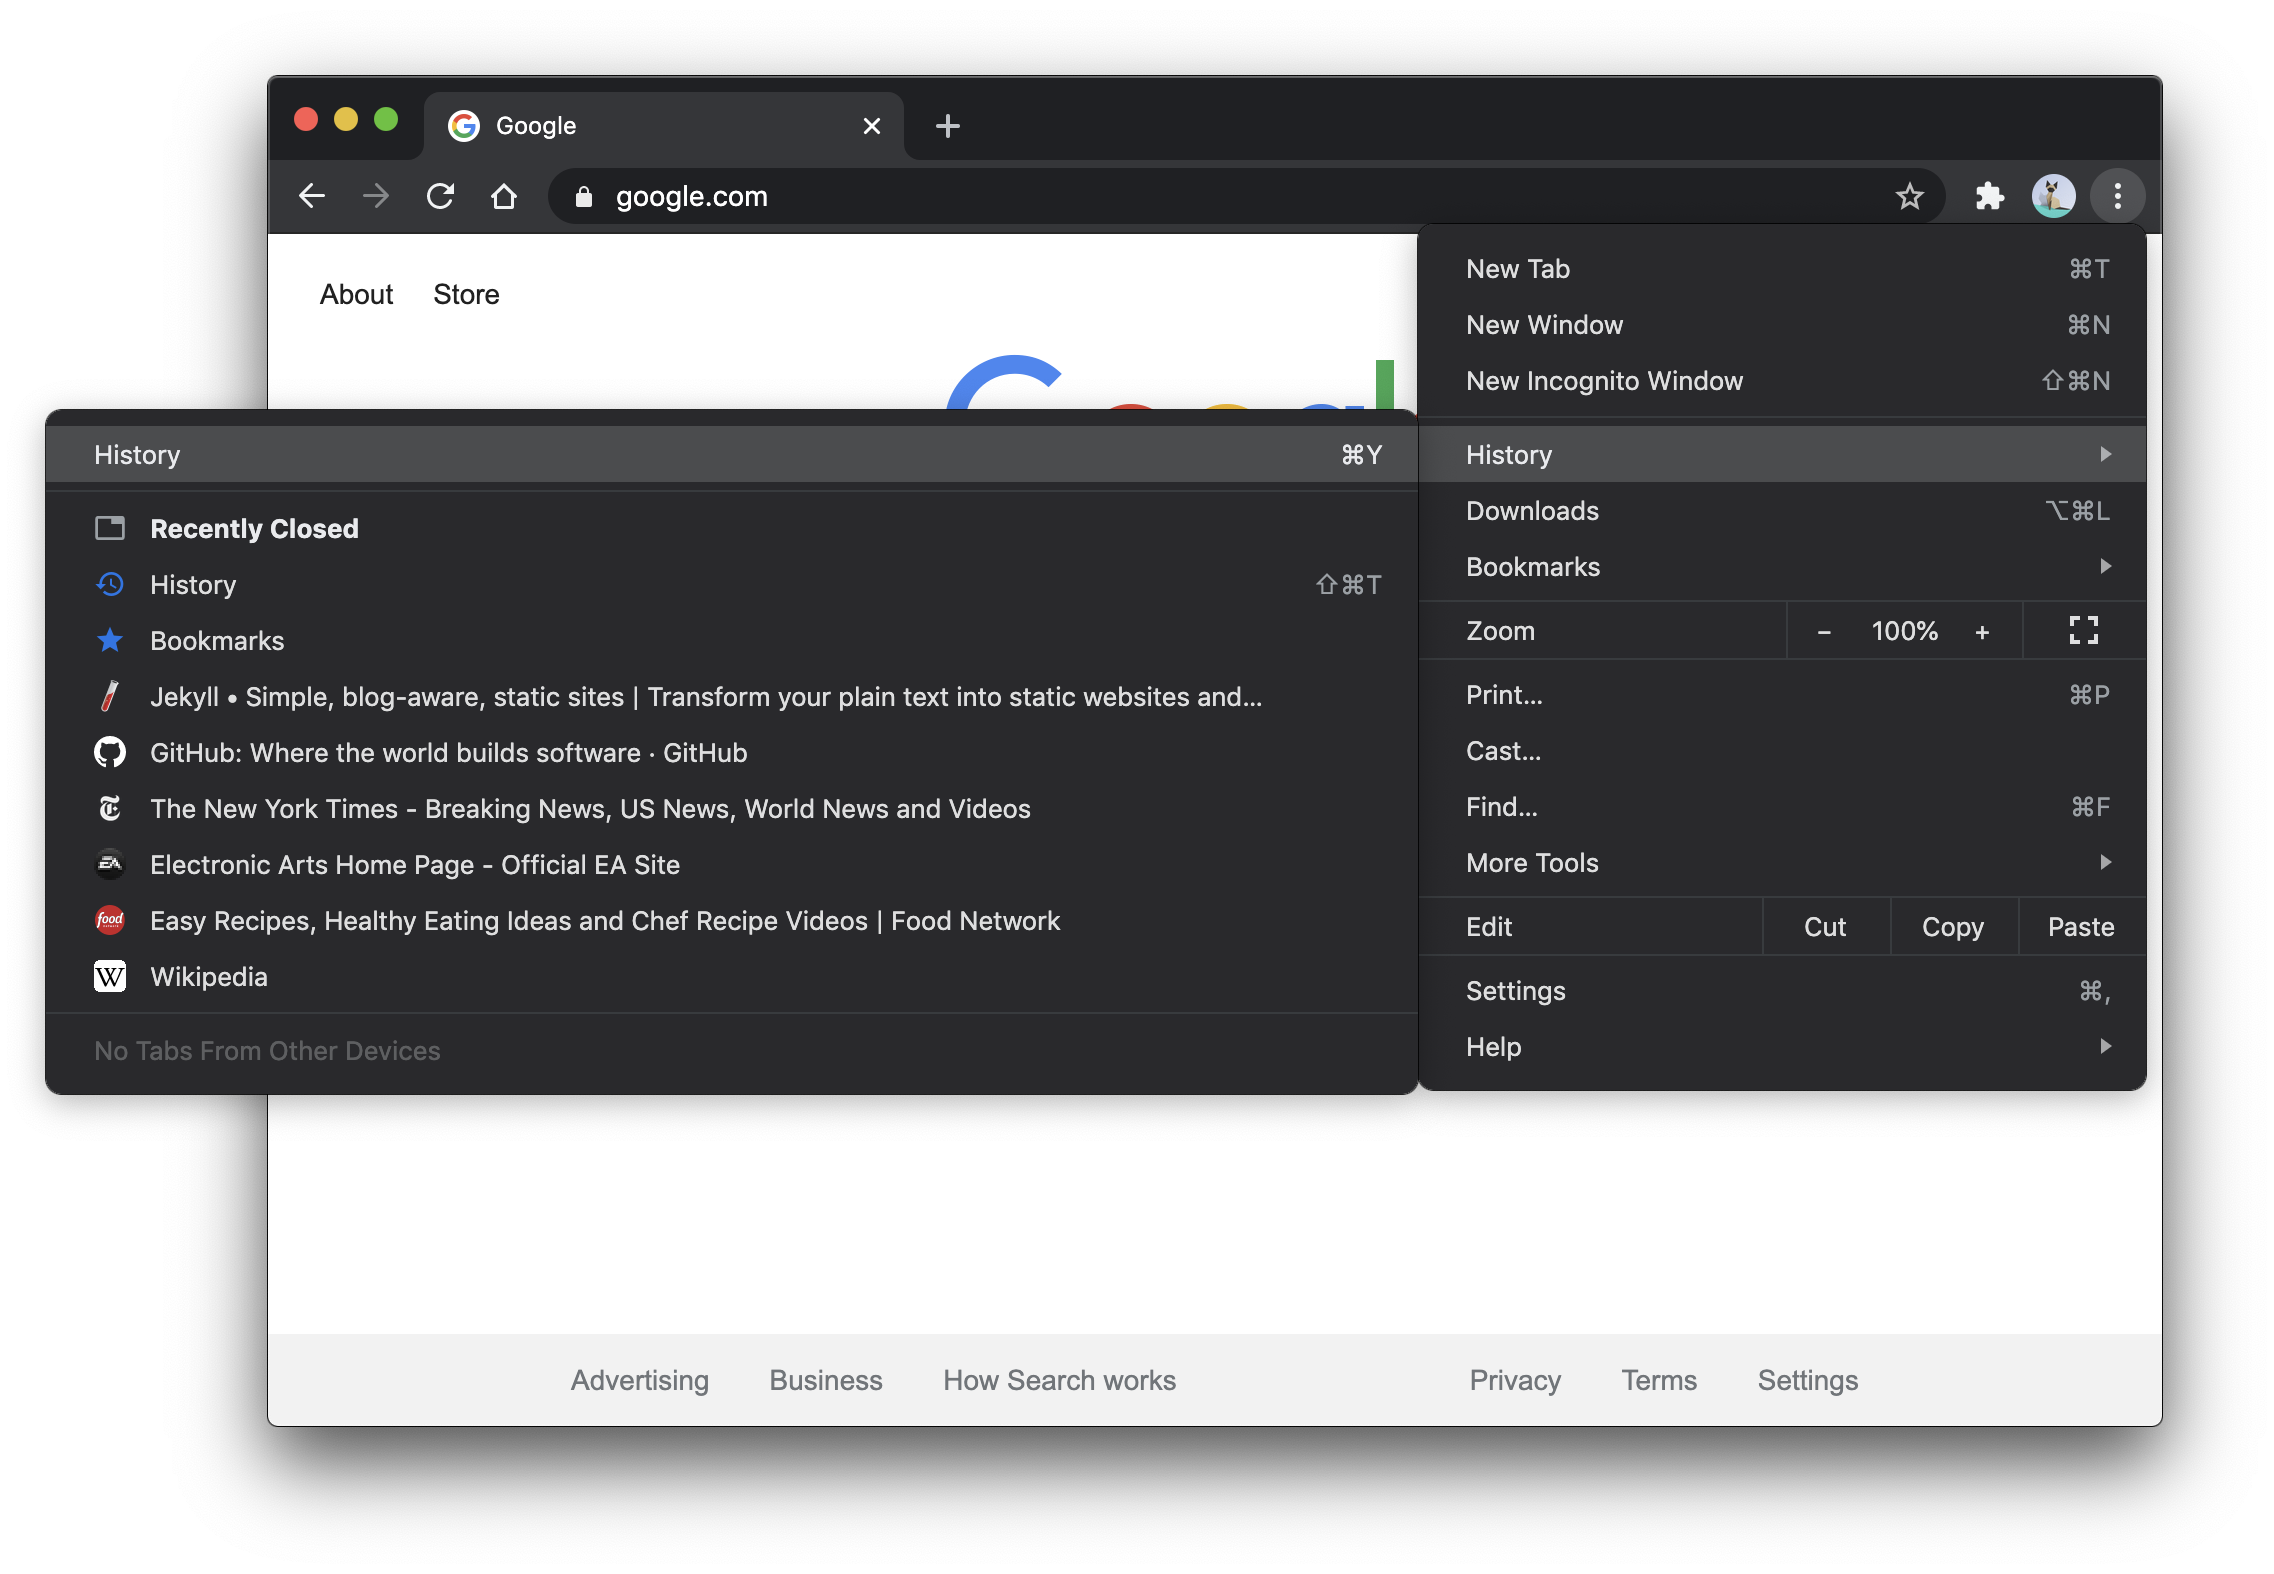 Google
google.com
About Store
New Tab ⌘T
New Window ⌘N
New Incognito Window ⇧⌘N
History
Downloads ⌥⌘L
Bookmarks
Zoom − 100% +
Print...
⌘P
Cast...
Find... ⌘F
More Tools
Edit Cut Copy Paste
Settings ⌘,
Help
History ⌘Y
Recently Closed
History ⇧⌘T
Bookmarks
Jekyll • Simple, blog-aware, static sites | Transform your plain text into static websites and...
GitHub: Where the world builds software · GitHub
The New York Times - Breaking News, US News, World News and Videos
EA Electronic Arts Home Page - Official EA Site
food Easy Recipes, Healthy Eating Ideas and Chef Recipe Videos | Food Network
W Wikipedia
No Tabs From Other Devices
Advertising Business How Search works Privacy Terms Settings